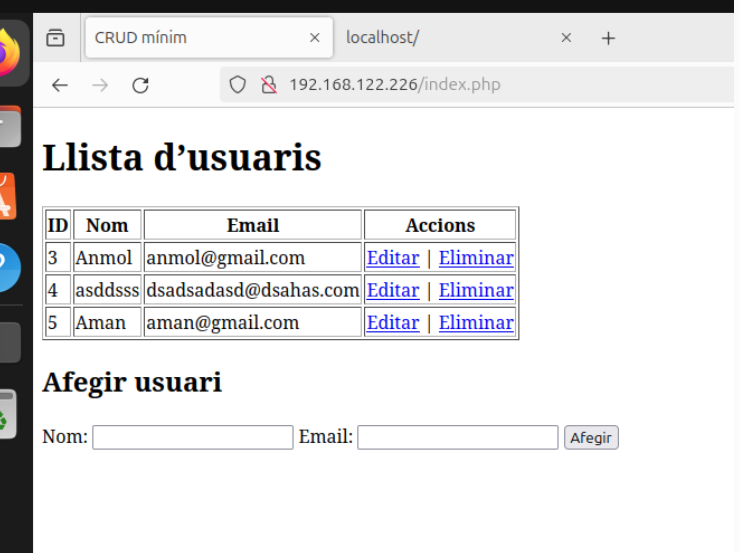 CRUD mínim
localhost/
192.168.122.226/index.php
Llista d’usuaris
ID Nom Email Accions
3 Anmol anmol@gmail.com Editar | Eliminar
4 asddsss dsadsadasd@dsahas.com Editar | Eliminar
5 Aman aman@gmail.com Editar | Eliminar
Afegir usuari
Nom: Email: Afegir